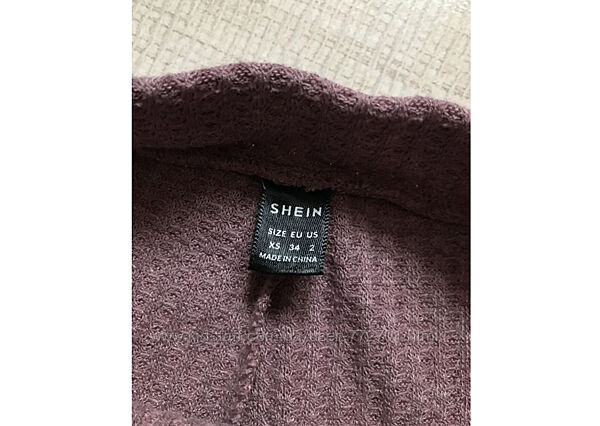 SHEIN
SIZE EU US
XS 34 2
MADE IN CHINA